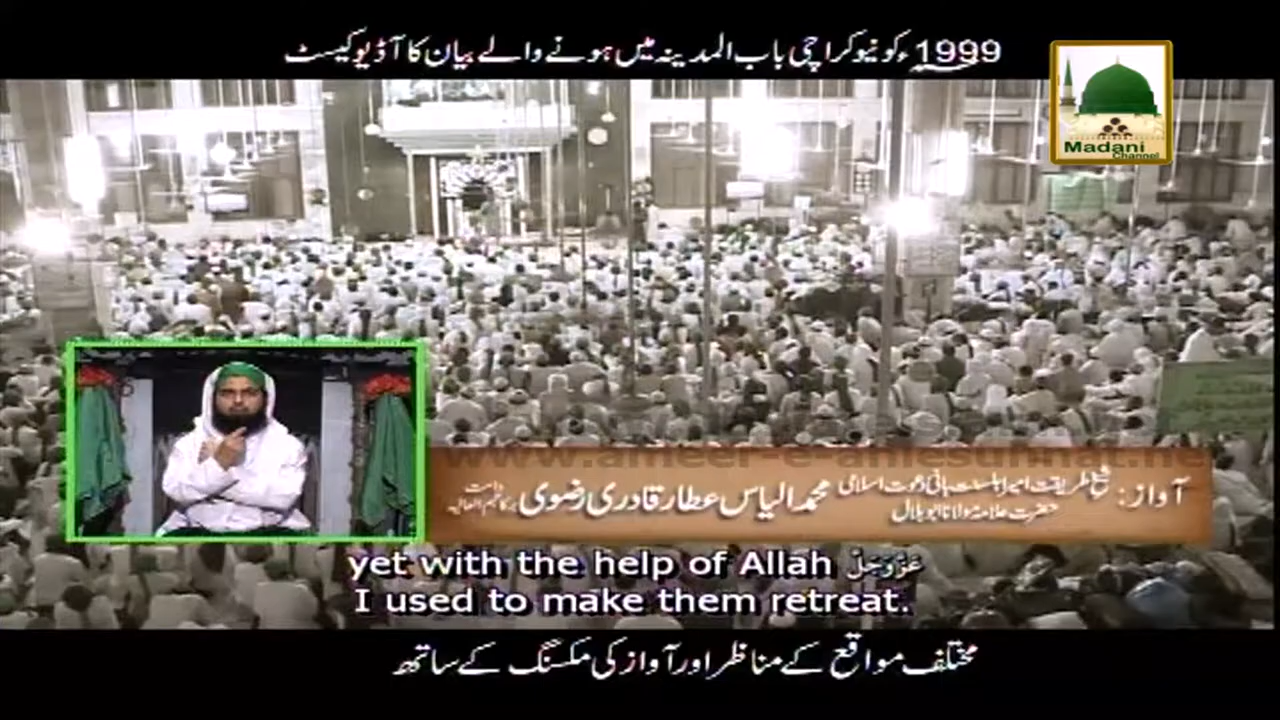 1999ء کو نیو کراچی باب المدینہ میں ہونے والے بیان کا آڈیو کیسٹ
Madani
Channel
www.ameer-e-ahlesunnat.net
آواز: شیخ طریقت امیر اہلسنت بانی دعوت اسلامی
حضرت علامہ مولانا ابو بلال
محمد الیاس عطار قادری رضوی دامت برکاتہم العالیہ
yet with the help of Allah عَزَّوَجَلَّ
I used to make them retreat.
مختلف مواقع کے مناظر اور آواز کی مکسنگ کے ساتھ